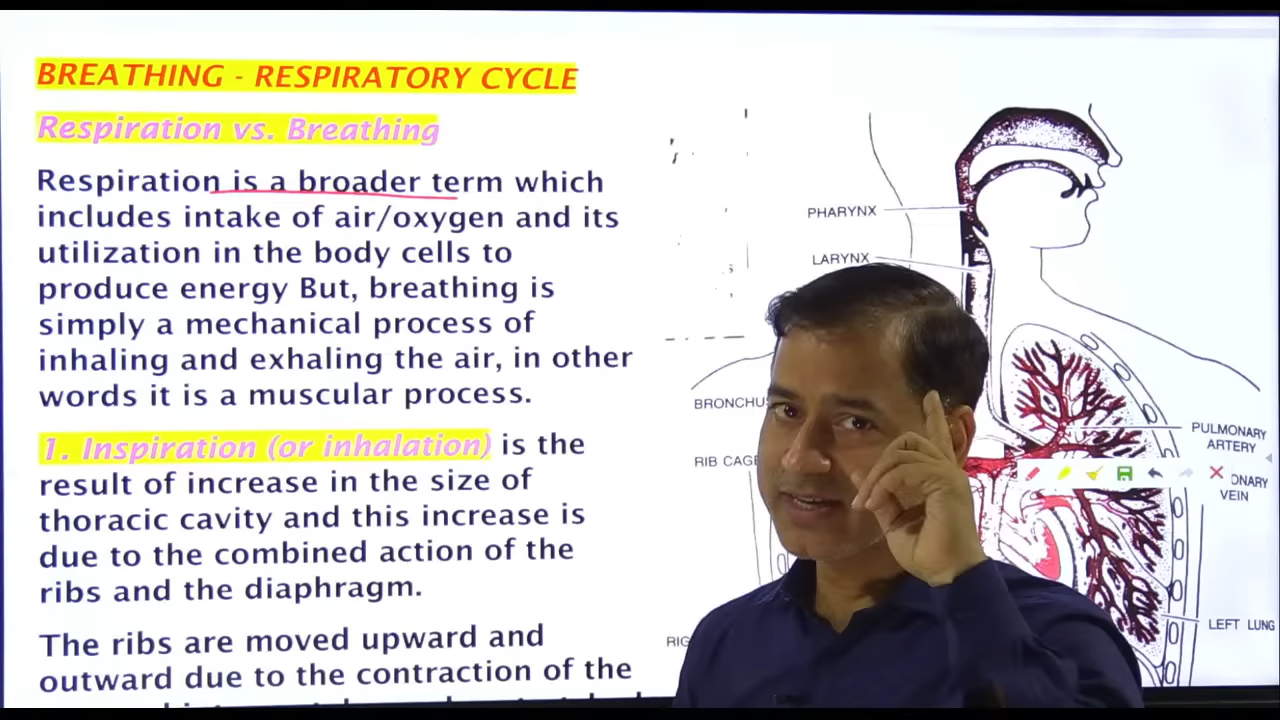 BREATHING - RESPIRATORY CYCLE
Respiration vs. Breathing
Respiration is a broader term which
includes intake of air/oxygen and its
utilization in the body cells to
produce energy But, breathing is
simply a mechanical process of
inhaling and exhaling the air, in other
words it is a muscular process.
1. Inspiration (or inhalation) is the
result of increase in the size of
thoracic cavity and this increase is
due to the combined action of the
ribs and the diaphragm.
The ribs are moved upward and
outward due to the contraction of the
PHARYNX
LARYNX
BRONCHUS
RIB CAGE
PULMONARY
ARTERY
ONARY
VEIN
LEFT LUNG
RIG